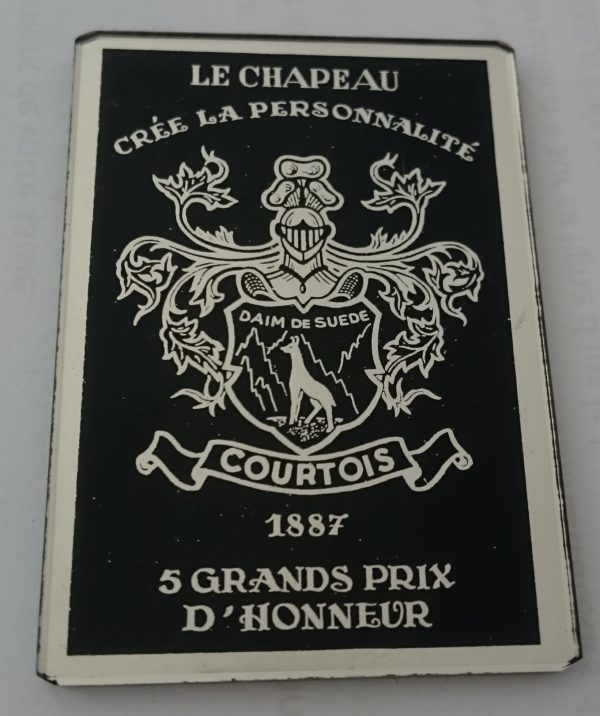 LE CHAPEAU
CRÉE LA PERSONNALITÉ
DAIM DE SUEDE
COURTOIS
1887
5 GRANDS PRIX
D'HONNEUR